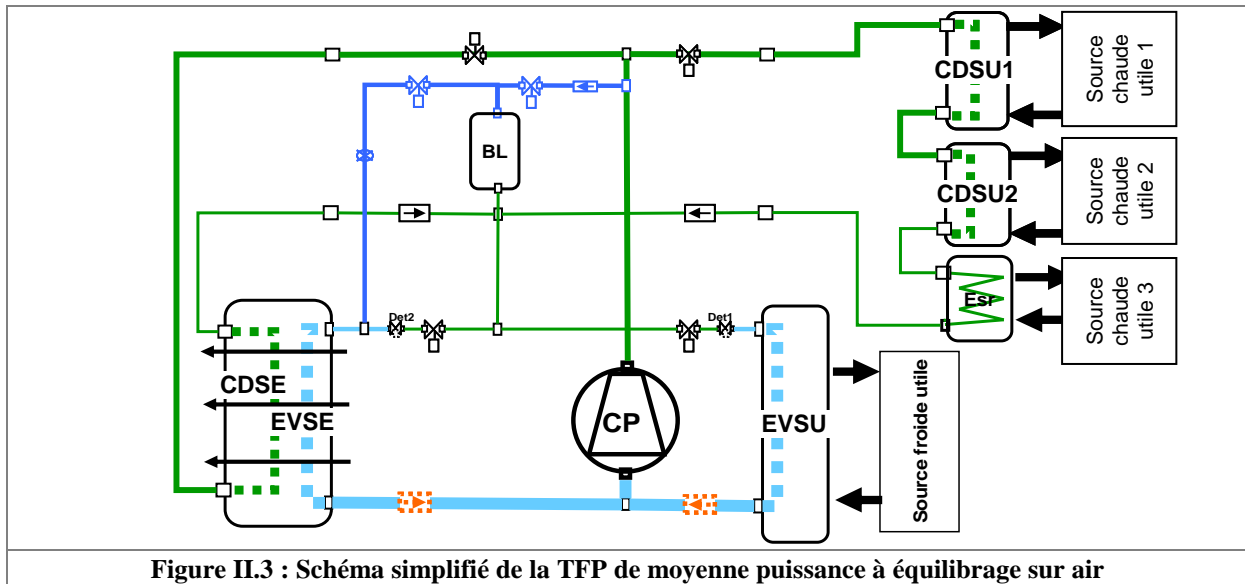 CDSU1
Source
chaude
utile 1
BL
CDSU2
Source
chaude
utile 2
Esr
Source
chaude
utile 3
Det2
Det1
CDSE
EVSE
CP
EVSU
Source froide utile
Figure II.3 : Schéma simplifié de la TFP de moyenne puissance à équilibrage sur air